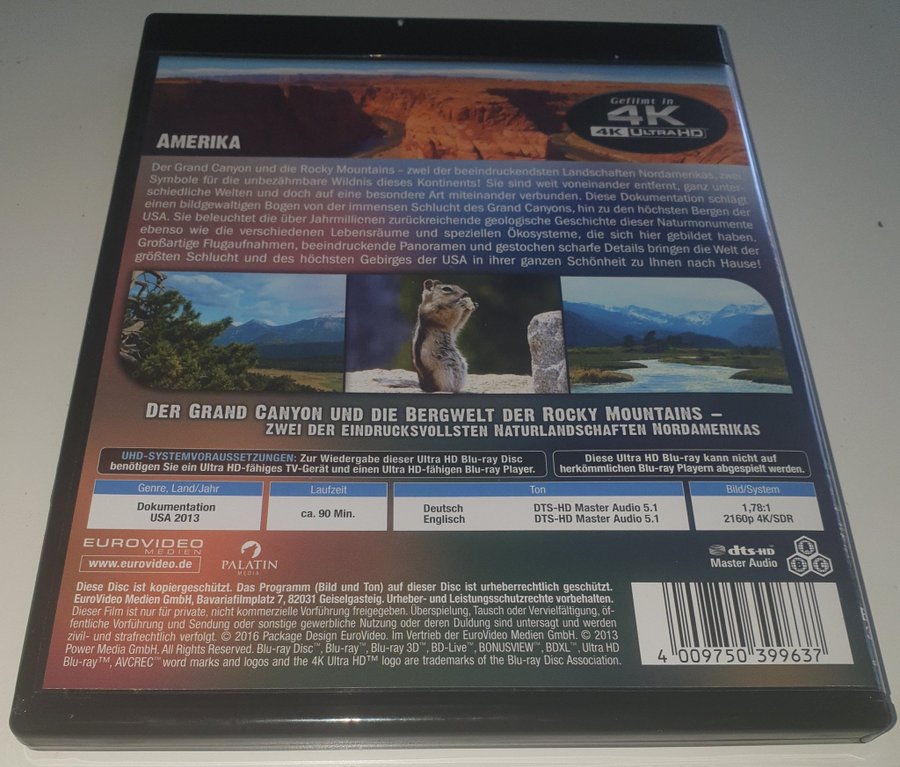 Gefilmt in
4K
4K ULTRA HD
AMERIKA
Der Grand Canyon und die Rocky Mountains – zwei der beeindruckendsten Landschaften Nordamerikas, zwei
Symbole für die unbezähmbare Wildnis dieses Kontinents! Sie sind weit voneinander entfernt, ganz unter-
schiedliche Welten und doch auf eine besondere Art miteinander verbunden. Diese Dokumentation schlägt
einen bildgewaltigen Bogen von der immensen Schlucht des Grand Canyons, hin zu den höchsten Bergen der
USA. Sie beleuchtet die über Jahrmillionen zurückreichende geologische Geschichte dieser Naturmonumente
ebenso wie die verschiedenen Lebensräume und speziellen Ökosysteme, die sich hier gebildet haben.
Großartige Flugaufnahmen, beeindruckende Panoramen und gestochen scharfe Details bringen die Welt der
größten Schlucht und des höchsten Gebirges der USA in ihrer ganzen Schönheit zu Ihnen nach Hause!
DER GRAND CANYON UND DIE BERGWELT DER ROCKY MOUNTAINS –
ZWEI DER EINDRUCKSVOLLSTEN NATURLANDSCHAFTEN NORDAMERIKAS
UHD-SYSTEMVORAUSSETZUNGEN: Zur Wiedergabe dieser Ultra HD Blu-ray Disc
benötigen Sie ein Ultra HD-fähiges TV-Gerät und einen Ultra HD-fähigen Blu-ray Player.
Diese Ultra HD Blu-ray kann nicht auf
herkömmlichen Blu-ray Playern abgespielt werden.
Genre, Land/Jahr
Dokumentation
USA 2013
Laufzeit
ca. 90 Min.
Ton
Deutsch DTS-HD Master Audio 5.1
Englisch DTS-HD Master Audio 5.1
Bild/System
1,78:1
2160p 4K/SDR
EUROVIDEO
MEDIEN
www.eurovideo.de
PALATIN
MEDIA
dts-HD
Master Audio
A
B
C
Diese Disc ist kopiergeschützt. Das Programm (Bild und Ton) auf dieser Disc ist urheberrechtlich geschützt.
EuroVideo Medien GmbH, Bavariafilmplatz 7, 82031 Geiselgasteig. Urheber- und Leistungsschutzrechte vorbehalten.
Dieser Film ist nur für private, nicht kommerzielle Vorführung freigegeben. Überspielung, Tausch oder Vervielfältigung, öf-
fentliche Vorführung und Sendung oder sonstige gewerbliche Nutzung oder deren Duldung sind untersagt und werden
zivil- und strafrechtlich verfolgt. © 2016 Package Design EuroVideo. Im Vertrieb der EuroVideo Medien GmbH. © 2013
Power Media GmbH. All Rights Reserved. Blu-ray Disc™, Blu-ray™, Blu-ray 3D™, BD-Live™, BONUSVIEW™, BDXL™, Ultra HD
Blu-ray™, AVCREC™ word marks and logos and the 4K Ultra HD™ logo are trademarks of the Blu-ray Disc Association.
4 009750 399637